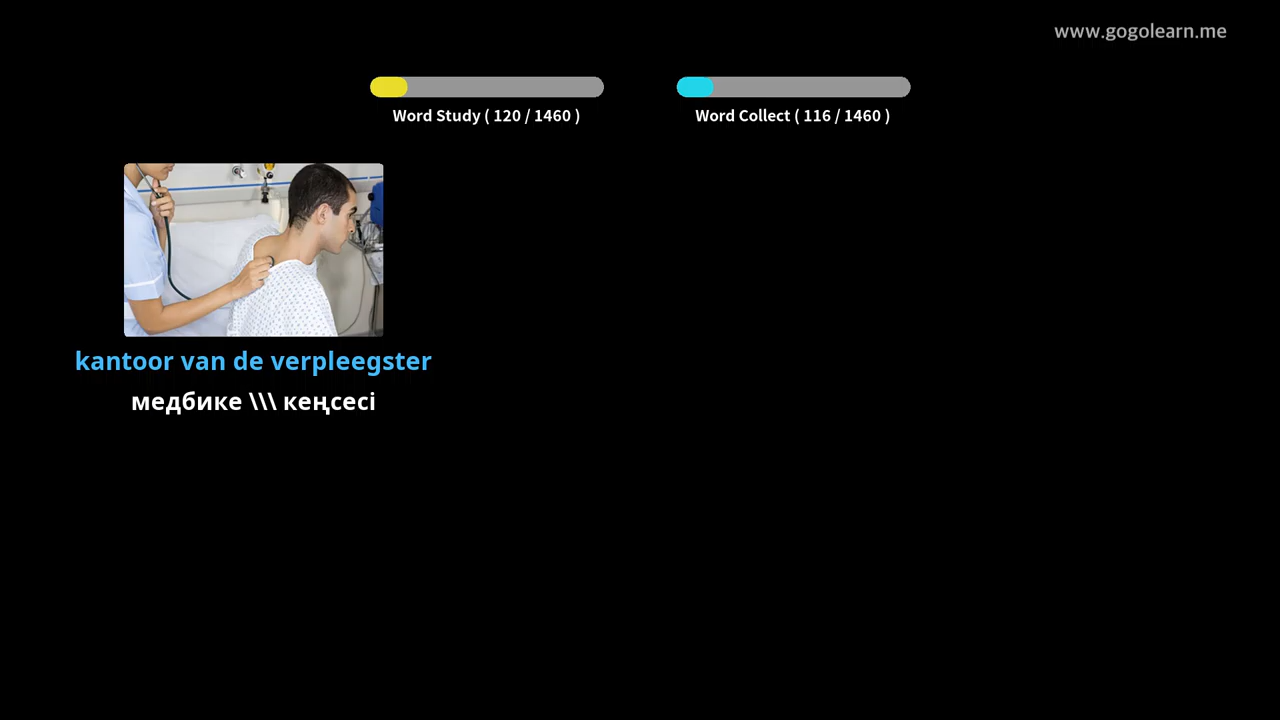 www.gogolearn.me
Word Study ( 120 / 1460 )
Word Collect ( 116 / 1460 )
kantoor van de verpleegster
медбике \\\ кеңсесі